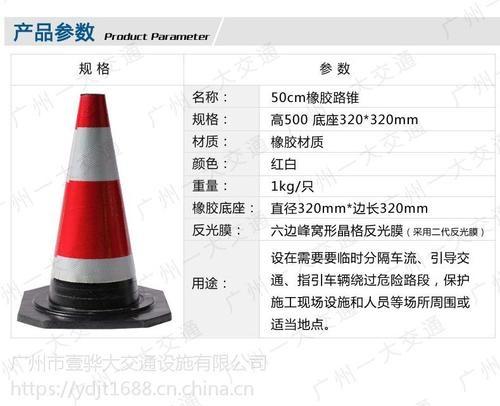 产品参数 Product Parameter
规 格 参 数
名称： 50cm橡胶路锥
规格： 高500 底座320*320mm
材质： 橡胶材质
颜色： 红白
重量： 1kg/只
橡胶底座： 直径320mm*边长320mm
反光膜： 六边峰窝形晶格反光膜（采用二代反光膜）
用途： 设在需要要临时分隔车流、引导交
通、指引车辆绕过危险路段，保护
施工现场设施和人员等场所周围或
适当地点。
广州一大交通
广州市壹骅大交通设施有限公司
https://ydjt1688.cn.china.cn